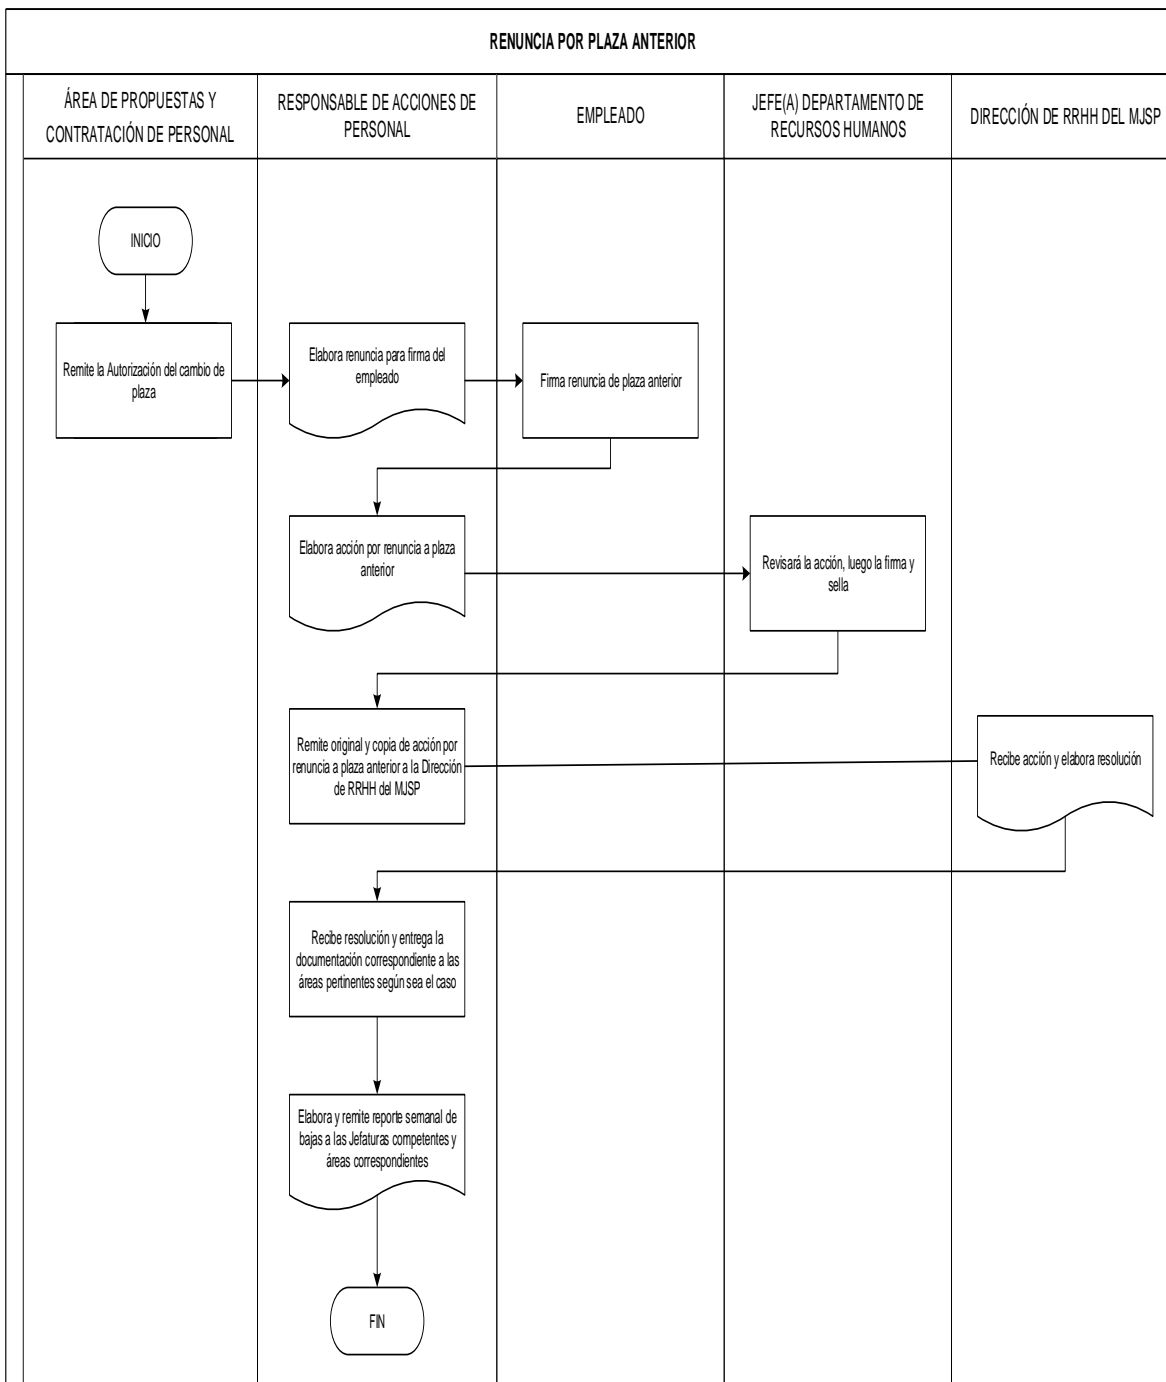 RENUNCIA POR PLAZA ANTERIOR
ÁREA DE PROPUESTAS Y
CONTRATACIÓN DE PERSONAL
RESPONSABLE DE ACCIONES DE
PERSONAL
EMPLEADO
JEFE(A) DEPARTAMENTO DE
RECURSOS HUMANOS
DIRECCIÓN DE RRHH DEL MJSP
INICIO
Remite la Autorización del cambio de
plaza
Elabora renuncia para firma del
empleado
Firma renuncia de plaza anterior
Elabora acción por renuncia a plaza
anterior
Revisará la acción, luego la firma y
sella
Remite original y copia de acción por
renuncia a plaza anterior a la Dirección
de RRHH del MJSP
Recibe acción y elabora resolución
Recibe resolución y entrega la
documentación correspondiente a las
áreas pertinentes según sea el caso
Elabora y remite reporte semanal de
bajas a las Jefaturas competentes y
áreas correspondientes
FIN